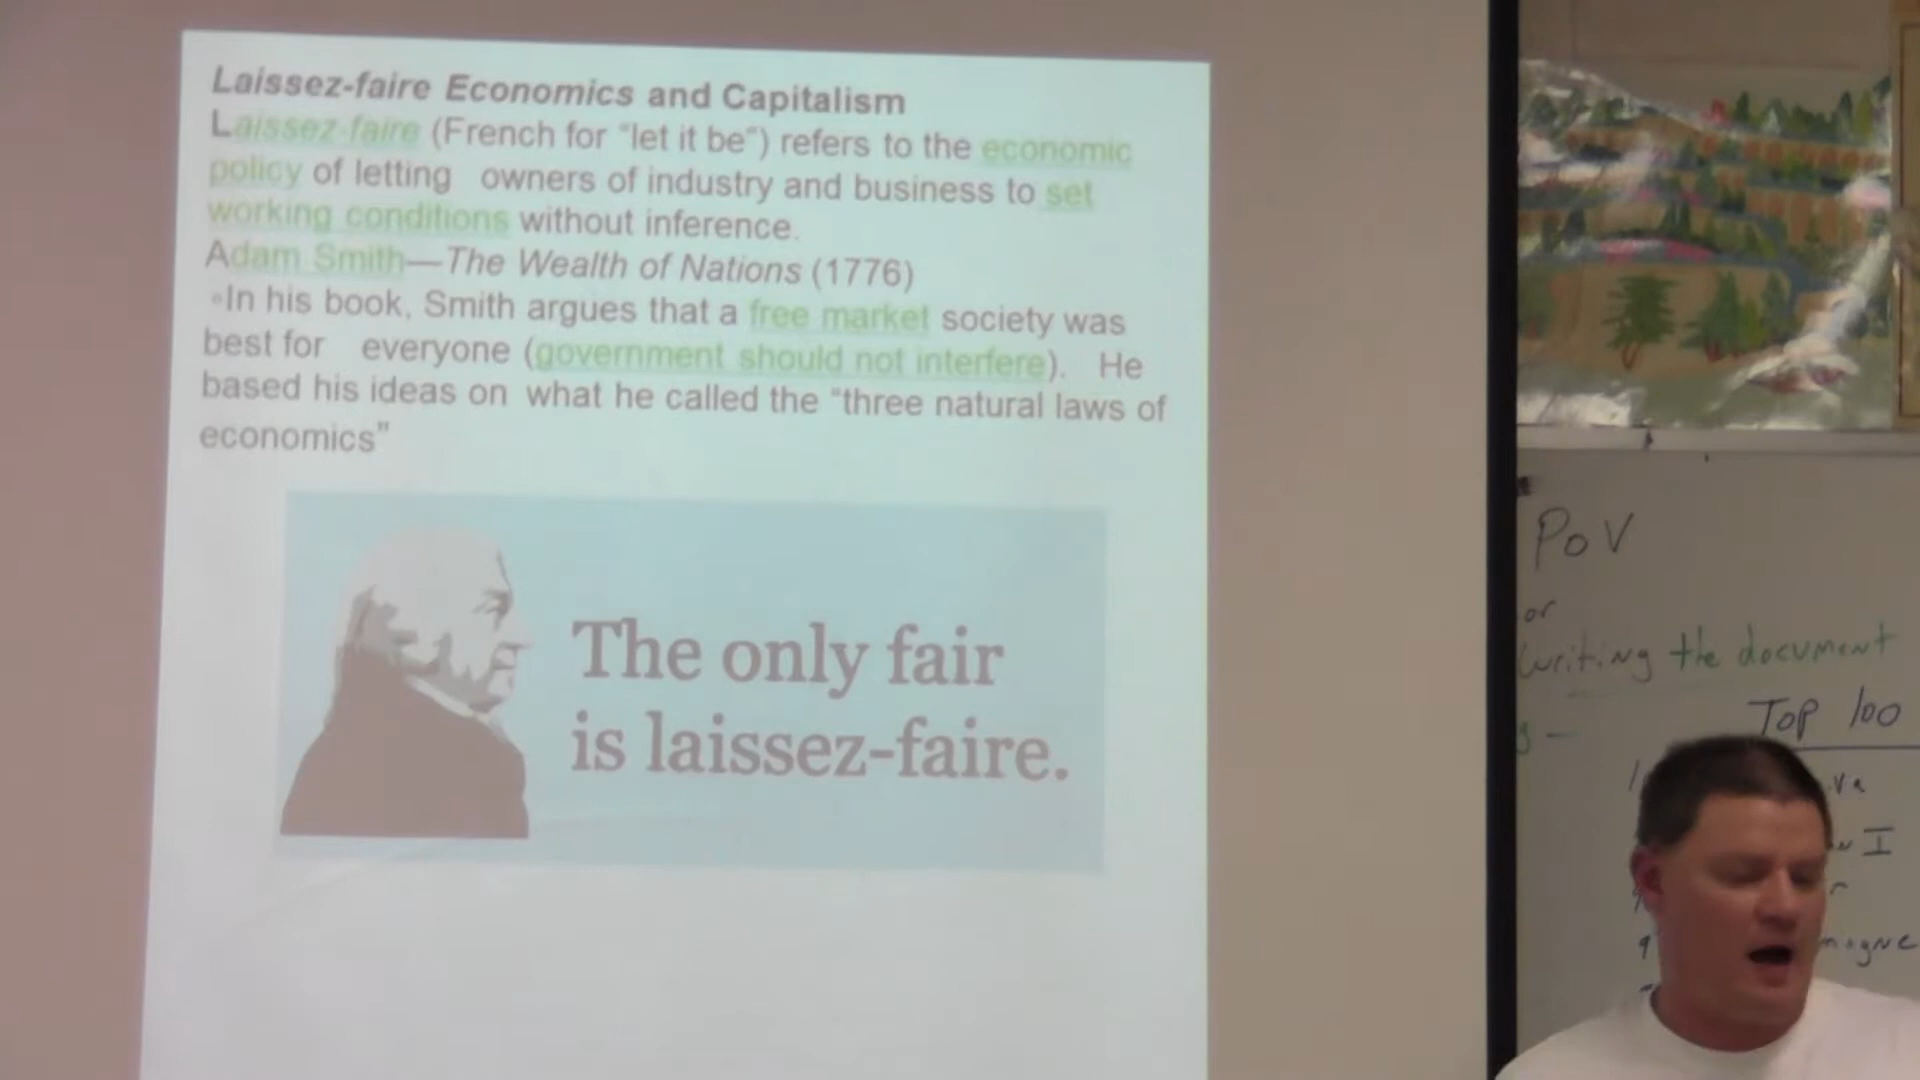 Laissez-faire Economics and Capitalism
Laissez-faire (French for “let it be”) refers to the economic
policy of letting owners of industry and business to set
working conditions without inference.
Adam Smith—The Wealth of Nations (1776)
•In his book, Smith argues that a free market society was
best for everyone (government should not interfere). He
based his ideas on what he called the “three natural laws of
economics”
The only fair
is laissez-faire.
PoV
or
writing the document
Top 100